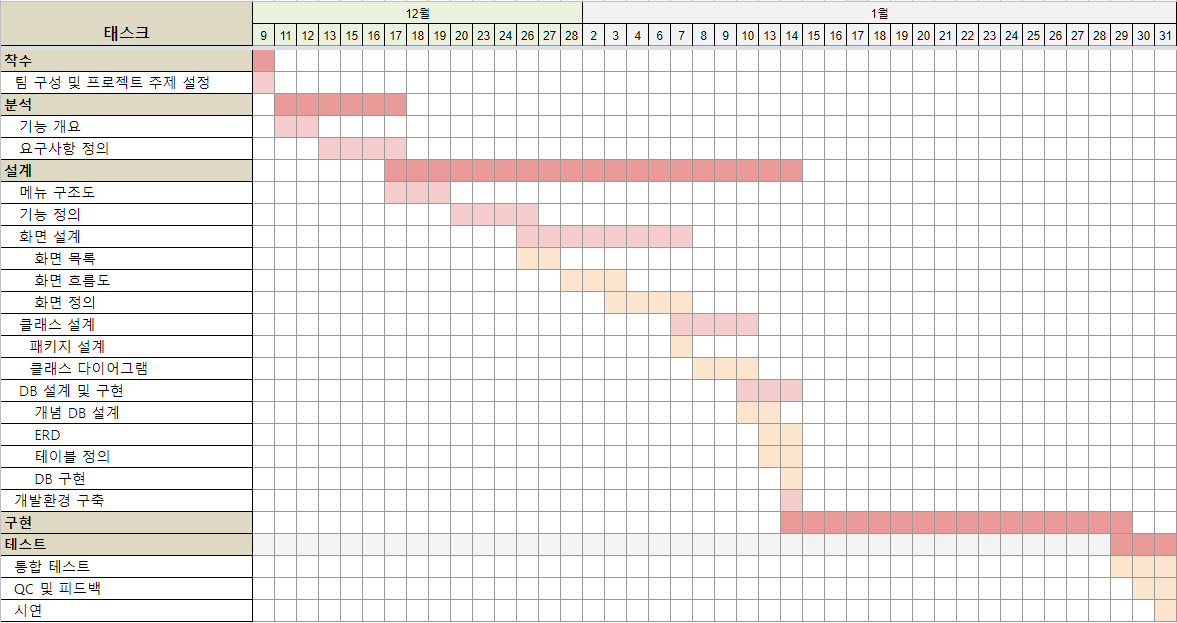 태스크
12월
1월
9 11 12 13 15 16 17 18 19 20 23 24 26 27 28 2 3 4 6 7 8 9 10 13 14 15 16 17 18 19 20 21 22 23 24 25 26 27 28 29 30 31
착수
팀 구성 및 프로젝트 주제 설정
분석
기능 개요
요구사항 정의
설계
메뉴 구조도
기능 정의
화면 설계
화면 목록
화면 흐름도
화면 정의
클래스 설계
패키지 설계
클래스 다이어그램
DB 설계 및 구현
개념 DB 설계
ERD
테이블 정의
DB 구현
개발환경 구축
구현
테스트
통합 테스트
QC 및 피드백
시연